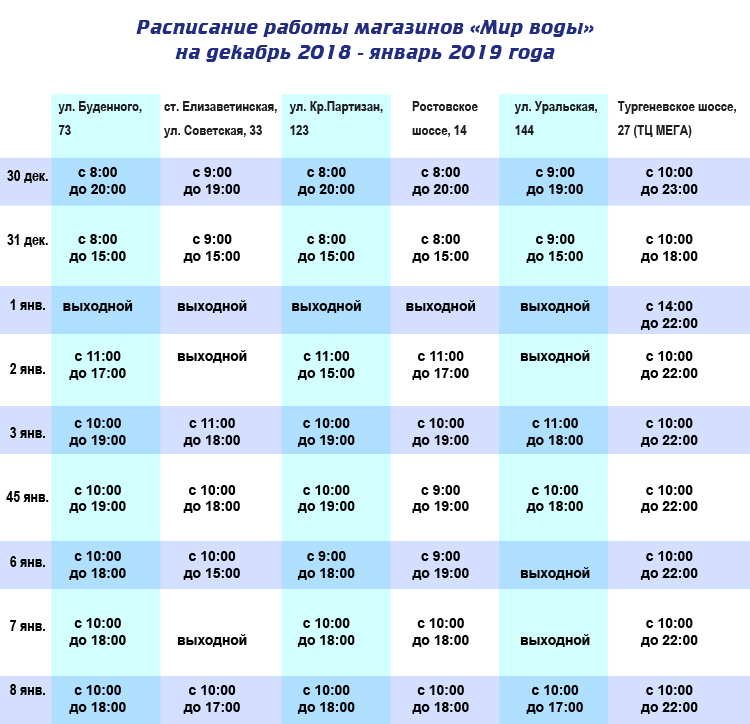 Расписание работы магазинов «Мир воды»
на декабрь 2018 - январь 2019 года
ул. Буденного, ст. Елизаветинская, ул. Кр.Партизан, Ростовское ул. Уральская, Тургеневское шоссе,
73 ул. Советская, 33 123 шоссе, 14 144 27 (ТЦ МЕГА)
30 дек. с 8:00 с 9:00 с 8:00 с 8:00 с 9:00 с 10:00
до 20:00 до 19:00 до 20:00 до 20:00 до 19:00 до 23:00
31 дек. с 8:00 с 9:00 с 8:00 с 8:00 с 9:00 с 10:00
до 15:00 до 15:00 до 15:00 до 15:00 до 15:00 до 18:00
1 янв. выходной выходной выходной выходной выходной с 14:00
до 22:00
2 янв. с 11:00 выходной с 11:00 с 11:00 выходной с 10:00
до 17:00 до 15:00 до 17:00 до 22:00
3 янв. с 10:00 с 11:00 с 10:00 с 10:00 с 11:00 с 10:00
до 19:00 до 18:00 до 19:00 до 19:00 до 18:00 до 22:00
45 янв. с 10:00 с 10:00 с 10:00 с 9:00 с 10:00 с 10:00
до 19:00 до 18:00 до 19:00 до 19:00 до 18:00 до 22:00
6 янв. с 10:00 с 10:00 с 9:00 с 9:00 с 10:00
до 18:00 до 15:00 до 18:00 до 19:00 выходной до 22:00
7 янв. с 10:00 с 10:00 с 10:00 с 10:00
до 18:00 выходной до 18:00 до 18:00 выходной до 22:00
8 янв. с 10:00 с 10:00 с 10:00 с 10:00 с 10:00 с 10:00
до 18:00 до 17:00 до 18:00 до 18:00 до 17:00 до 22:00